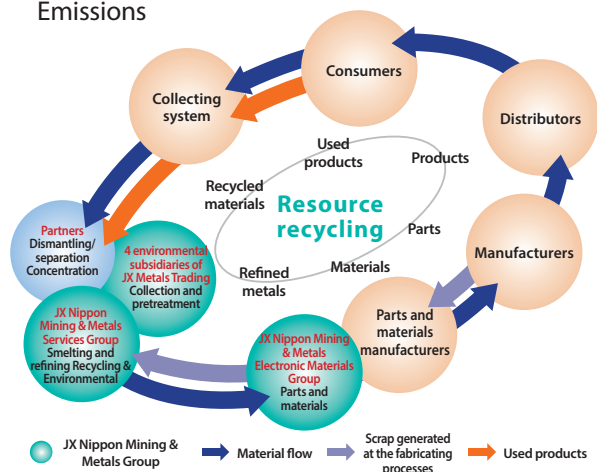 Emissions
Consumers
Collecting
system
Distributors
Used
products
Products
Recycled
materials
Resource
recycling
Parts
Manufacturers
Partners
Dismantling/
separation
Concentration
4 environmental
subsidiaries of
JX Metals Trading
Collection and
pretreatment
Refined
metals
Materials
Parts and
materials
manufacturers
JX Nippon
Mining & Metals
Services Group
Smelting and
refining Recycling &
Environmental
JX Nippon Mining
& Metals
Electronic Materials
Group
Parts and
materials
JX Nippon Mining &
Metals Group
Material flow
Scrap generated
at the fabricating
processes
Used products